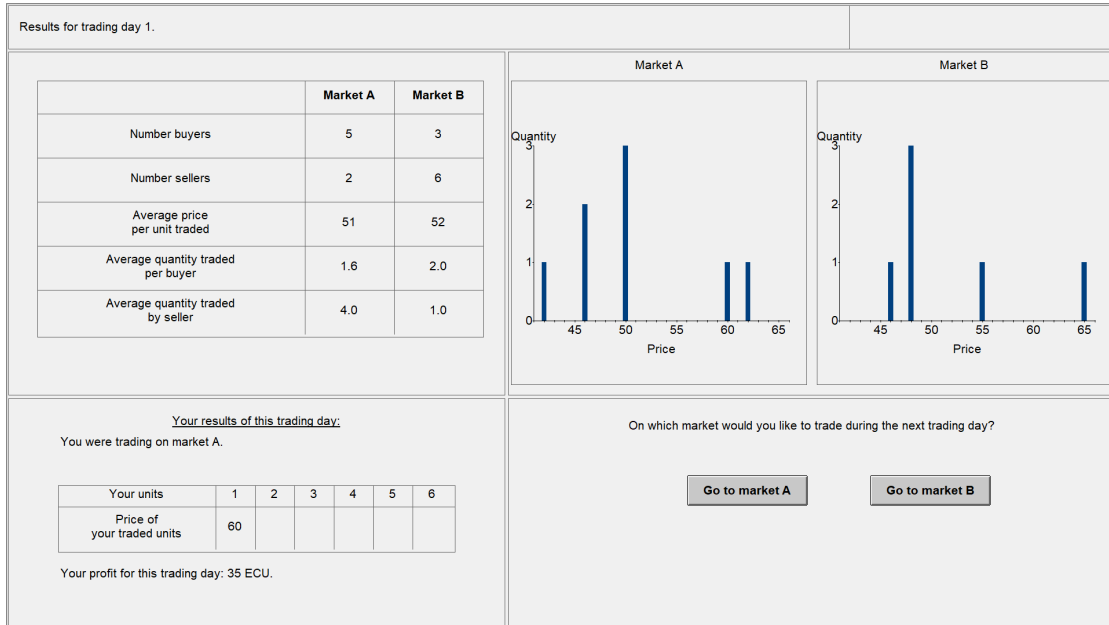 Results for trading day 1.
Market A Market B
Number buyers 5 3
Number sellers 2 6
Average price
per unit traded 51 52
Average quantity traded
per buyer 1.6 2.0
Average quantity traded
by seller 4.0 1.0
Market A
Quantity
3
2
1
0
45 50 55 60 65
Price
Market B
Quantity
3
2
1
0
45 50 55 60 65
Price
Your results of this trading day:
You were trading on market A.
Your units 1 2 3 4 5 6
Price of
your traded units 60
Your profit for this trading day: 35 ECU.
On which market would you like to trade during the next trading day?
Go to market A Go to market B